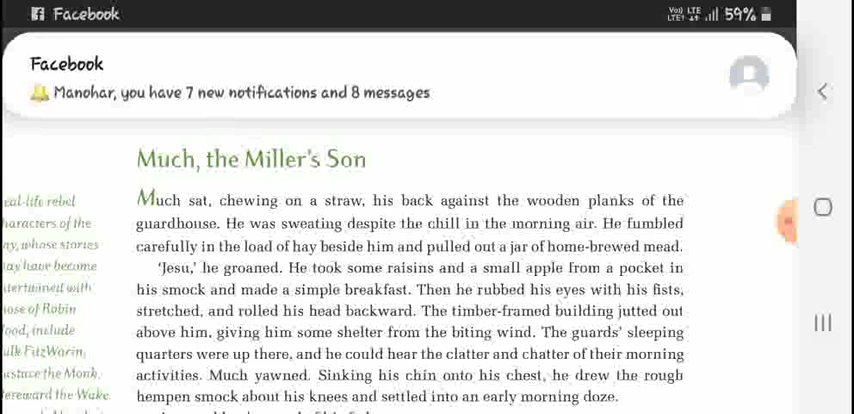 Facebook
Voo) LTE
LTE1
59%
Facebook
Manohar, you have 7 new notifications and 8 messages
Much, the Miller's Son
Much sat, chewing on a straw, his back against the wooden planks of the
guardhouse. He was sweating despite the chill in the morning air. He fumbled
carefully in the load of hay beside him and pulled out a jar of home-brewed mead.
'Jesu,' he groaned. He took some raisins and a small apple from a pocket in
his smock and made a simple breakfast. Then he rubbed his eyes with his fists,
stretched, and rolled his head backward. The timber-framed building jutted out
above him, giving him some shelter from the biting wind. The guards' sleeping
quarters were up there, and he could hear the clatter and chatter of their morning
activities. Much yawned. Sinking his chin onto his chest, he drew the rough
hempen smock about his knees and settled into an early morning doze.
eal-life rebel
haracters of the
ny, whose stories
ay have become
ntertwined with
hose of Robin
ood, include
ulk FitzWarin,
ustace the Monk,
ereward the Wake